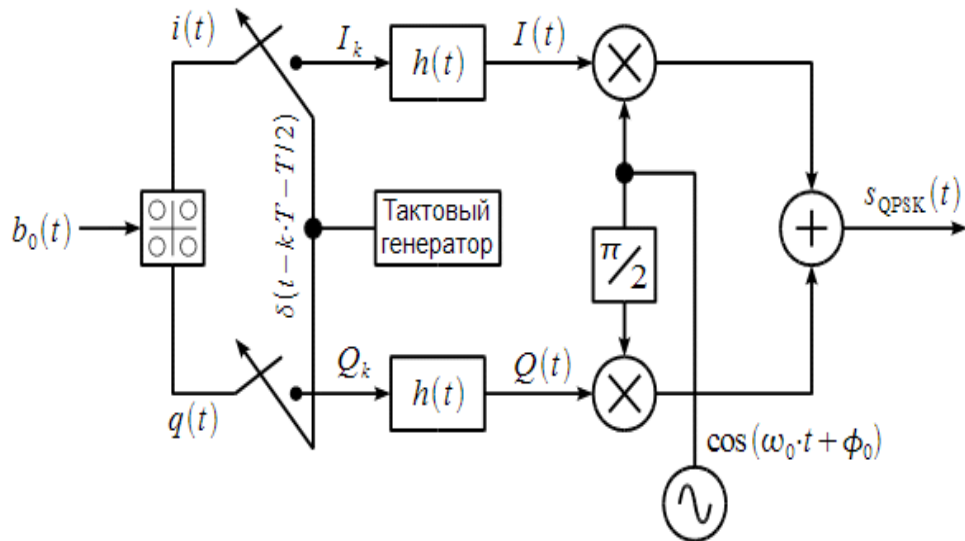 i(t)
I_k
h(t)
I(t)
δ(t−k·T−T/2)
b_0(t)
Тактовый
генератор
π/2
s_QPSK(t)
+
q(t)
Q_k
h(t)
Q(t)
cos(ω_0·t+ϕ_0)